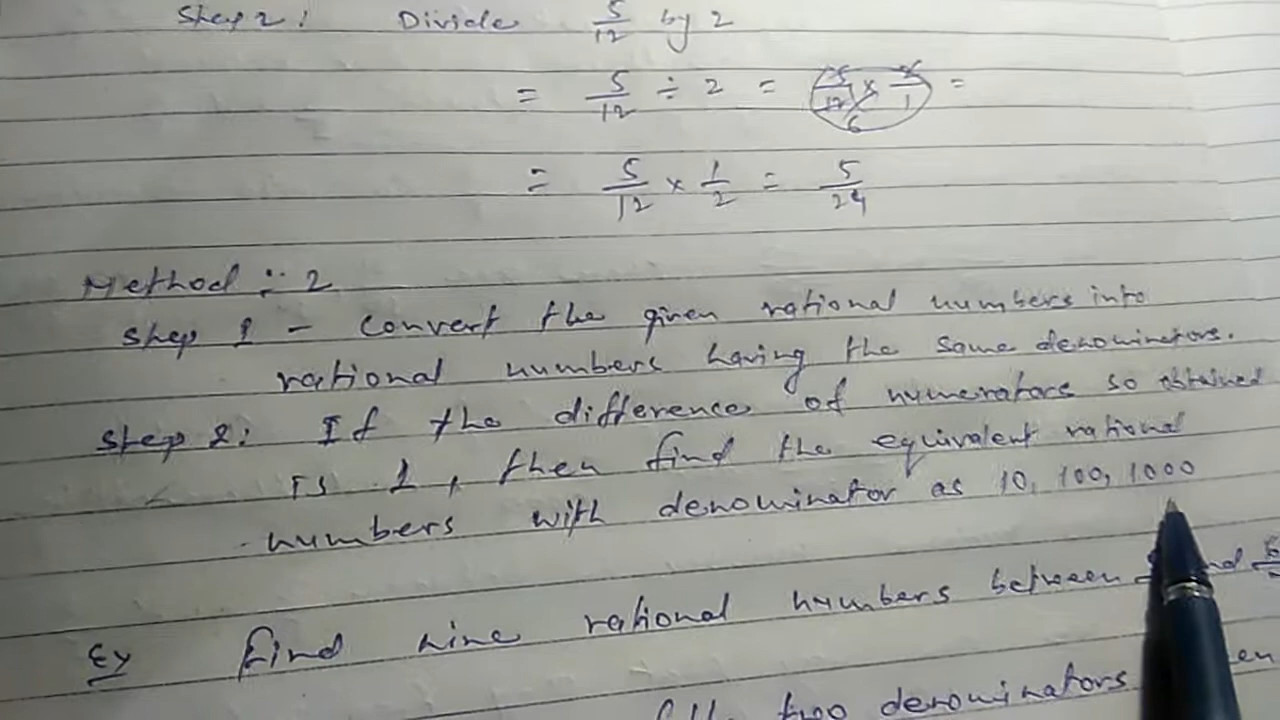 Step 2: Divide 5/12 by 2
= 5/12 ÷ 2 = 5/12 × 2/1 =
6
= 5/12 × 1/2 = 5/24
Method : 2
Step 1 - Convert the given rational numbers into
rational numbers having the same denominators.
Step 2: If the difference of numerators so obtained
is 1, then find the equivalent rational
numbers with denominator as 10, 100, 1000
Ex Find nine rational numbers between
two denominators